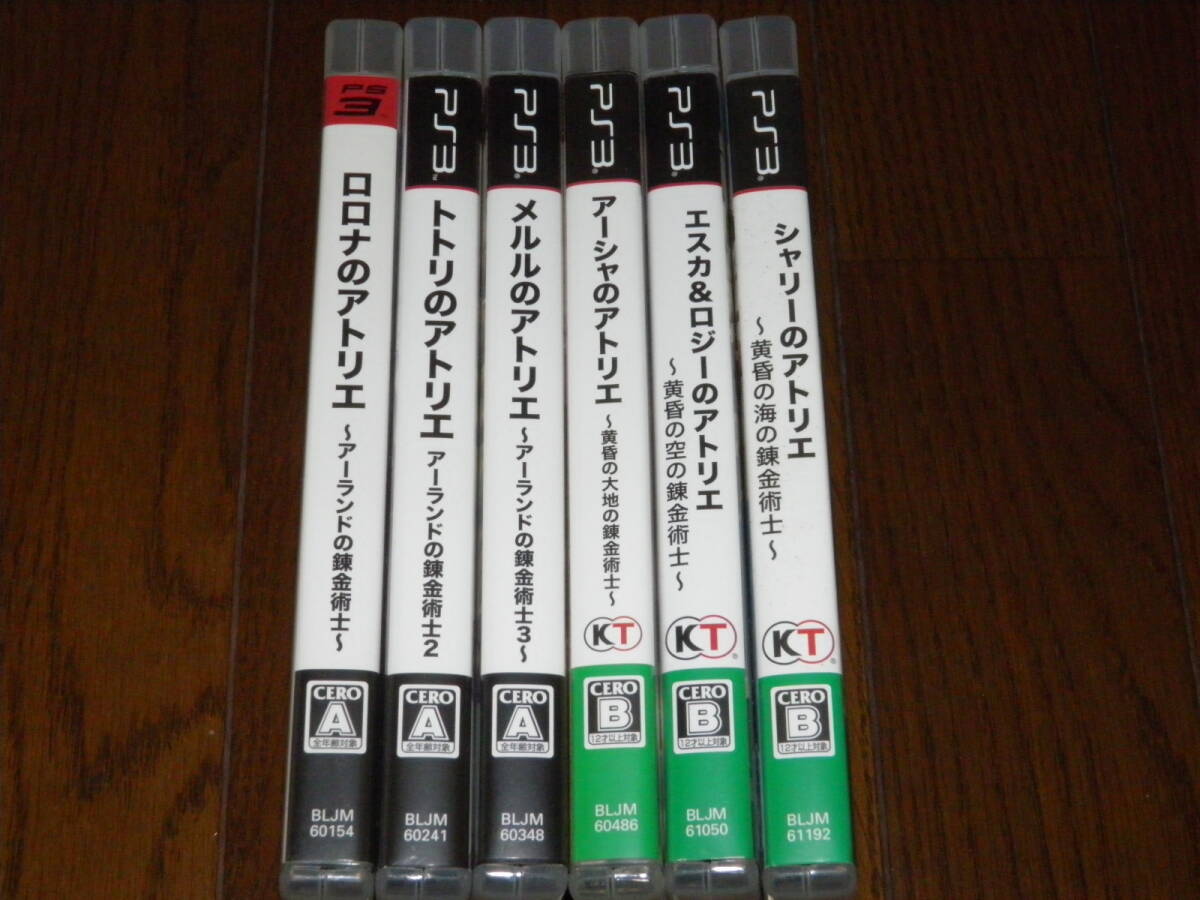 PS3
ロロナのアトリエ
～アーランドの錬金術士～
CERO
A
全年齢対象
BLJM
60154
PS3
トトリのアトリエ
アーランドの錬金術士2
CERO
A
全年齢対象
BLJM
60241
PS3
メルルのアトリエ
～アーランドの錬金術士3～
CERO
A
全年齢対象
BLJM
60348
PS3
アーシャのアトリエ
～黄昏の大地の錬金術士～
KT
CERO
B
12才以上対象
BLJM
60486
PS3
エスカ&ロジーのアトリエ
～黄昏の空の錬金術士～
KT
CERO
B
12才以上対象
BLJM
61050
PS3
シャリーのアトリエ
～黄昏の海の錬金術士～
KT
CERO
B
12才以上対象
BLJM
61192